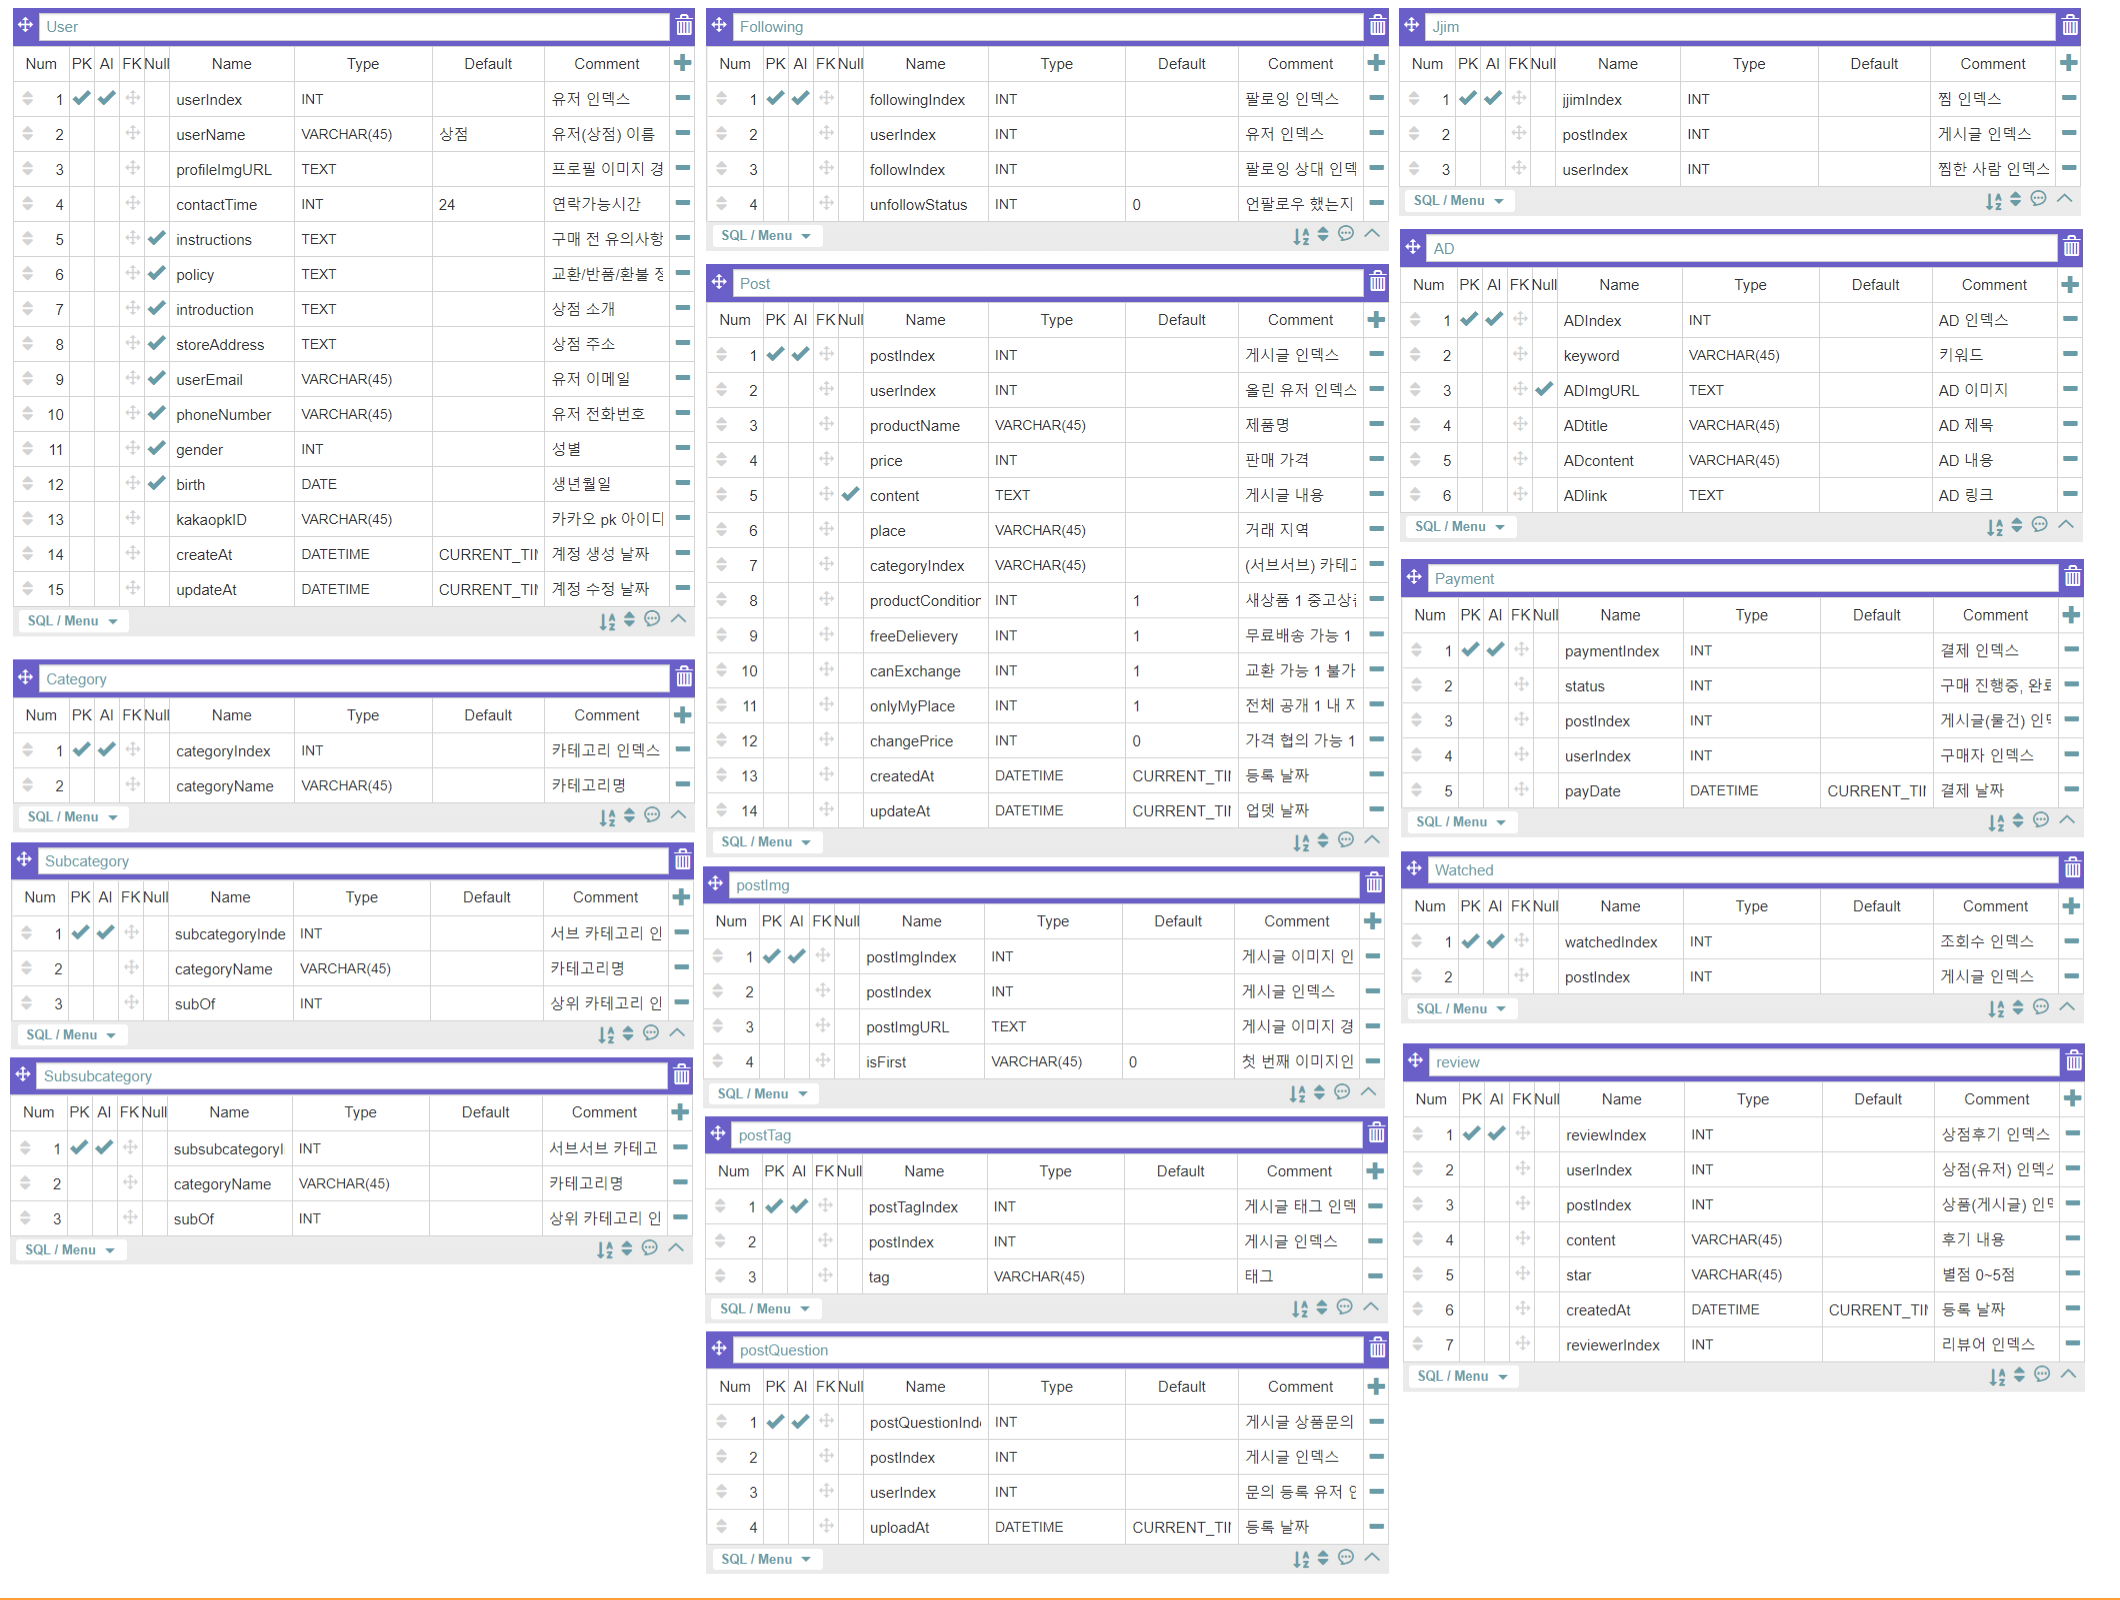 User
Num PK AI FK Null Name Type Default Comment
1 userIndex INT 유저 인덱스
2 userName VARCHAR(45) 상점 유저(상점) 이름
3 profileImgURL TEXT 프로필 이미지 경
4 contactTime INT 24 연락가능시간
5 instructions TEXT 구매 전 유의사항
6 policy TEXT 교환/반품/환불 정
7 introduction TEXT 상점 소개
8 storeAddress TEXT 상점 주소
9 userEmail VARCHAR(45) 유저 이메일
10 phoneNumber VARCHAR(45) 유저 전화번호
11 gender INT 성별
12 birth DATE 생년월일
13 kakaopkID VARCHAR(45) 카카오 pk 아이디
14 createAt DATETIME CURRENT_TIM 계정 생성 날짜
15 updateAt DATETIME CURRENT_TIM 계정 수정 날짜
SQL / Menu
Category
Num PK AI FK Null Name Type Default Comment
1 categoryIndex INT 카테고리 인덱스
2 categoryName VARCHAR(45) 카테고리명
SQL / Menu
Subcategory
Num PK AI FK Null Name Type Default Comment
1 subcategoryInde INT 서브 카테고리 인
2 categoryName VARCHAR(45) 카테고리명
3 subOf INT 상위 카테고리 인
SQL / Menu
Subsubcategory
Num PK AI FK Null Name Type Default Comment
1 subsubcategoryI INT 서브서브 카테고
2 categoryName VARCHAR(45) 카테고리명
3 subOf INT 상위 카테고리 인
SQL / Menu
Following
Num PK AI FK Null Name Type Default Comment
1 followingIndex INT 팔로잉 인덱스
2 userIndex INT 유저 인덱스
3 followIndex INT 팔로잉 상대 인덱
4 unfollowStatus INT 0 언팔로우 했는지
SQL / Menu
Post
Num PK AI FK Null Name Type Default Comment
1 postIndex INT 게시글 인덱스
2 userIndex INT 올린 유저 인덱스
3 productName VARCHAR(45) 제품명
4 price INT 판매 가격
5 content TEXT 게시글 내용
6 place VARCHAR(45) 거래 지역
7 categoryIndex VARCHAR(45) (서브서브) 카테고
8 productCondition INT 1 새상품 1 중고상품
9 freeDelievery INT 1 무료배송 가능 1
10 canExchange INT 1 교환 가능 1 불가
11 onlyMyPlace INT 1 전체 공개 1 내 지
12 changePrice INT 0 가격 협의 가능 1
13 createdAt DATETIME CURRENT_TIM 등록 날짜
14 updateAt DATETIME CURRENT_TIM 업뎃 날짜
SQL / Menu
postImg
Num PK AI FK Null Name Type Default Comment
1 postImgIndex INT 게시글 이미지 인
2 postIndex INT 게시글 인덱스
3 postImgURL TEXT 게시글 이미지 경
4 isFirst VARCHAR(45) 0 첫 번째 이미지인
SQL / Menu
postTag
Num PK AI FK Null Name Type Default Comment
1 postTagIndex INT 게시글 태그 인덱
2 postIndex INT 게시글 인덱스
3 tag VARCHAR(45) 태그
SQL / Menu
postQuestion
Num PK AI FK Null Name Type Default Comment
1 postQuestionInd INT 게시글 상품문의
2 postIndex INT 게시글 인덱스
3 userIndex INT 문의 등록 유저 인
4 uploadAt DATETIME CURRENT_TIM 등록 날짜
SQL / Menu
Jjim
Num PK AI FK Null Name Type Default Comment
1 jjimIndex INT 찜 인덱스
2 postIndex INT 게시글 인덱스
3 userIndex INT 찜한 사람 인덱스
SQL / Menu
AD
Num PK AI FK Null Name Type Default Comment
1 ADIndex INT AD 인덱스
2 keyword VARCHAR(45) 키워드
3 ADImgURL TEXT AD 이미지
4 ADtitle VARCHAR(45) AD 제목
5 ADcontent VARCHAR(45) AD 내용
6 ADlink TEXT AD 링크
SQL / Menu
Payment
Num PK AI FK Null Name Type Default Comment
1 paymentIndex INT 결제 인덱스
2 status INT 구매 진행중, 완료
3 postIndex INT 게시글(물건) 인덱
4 userIndex INT 구매자 인덱스
5 payDate DATETIME CURRENT_TIM 결제 날짜
SQL / Menu
Watched
Num PK AI FK Null Name Type Default Comment
1 watchedIndex INT 조회수 인덱스
2 postIndex INT 게시글 인덱스
SQL / Menu
review
Num PK AI FK Null Name Type Default Comment
1 reviewIndex INT 상점후기 인덱스
2 userIndex INT 상점(유저) 인덱스
3 postIndex INT 상품(게시글) 인덱
4 content VARCHAR(45) 후기 내용
5 star VARCHAR(45) 별점 0~5점
6 createdAt DATETIME CURRENT_TIM 등록 날짜
7 reviewerIndex INT 리뷰어 인덱스
SQL / Menu